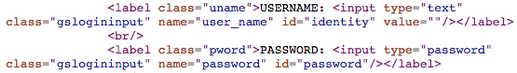 <label class="uname">USERNAME: <input type="text"
class="gslogininput" name="user_name" id="identity" value=""/></label>
<br/>
<label class="pword">PASSWORD: <input type="password"
class="gslogininput" name="password" id="password"/></label>